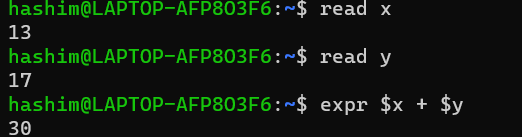 hashim@LAPTOP-AFP8O3F6:~$ read x
13
hashim@LAPTOP-AFP8O3F6:~$ read y
17
hashim@LAPTOP-AFP8O3F6:~$ expr $x + $y
30